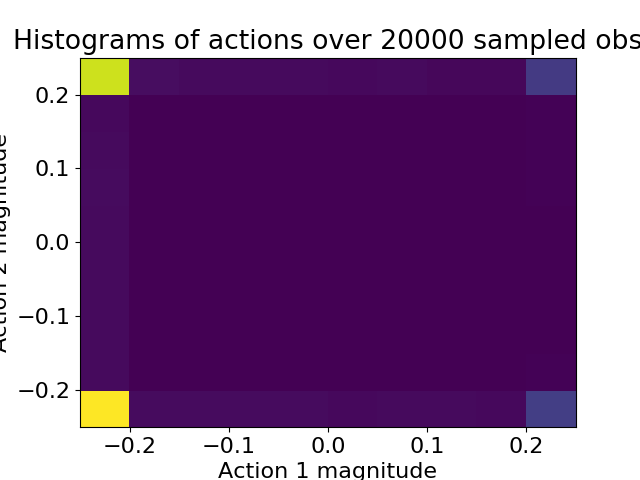 Histograms of actions over 20000 sampled obs
Action 2 magnitude
0.2
0.1
0.0
−0.1
−0.2
−0.2 −0.1 0.0 0.1 0.2
Action 1 magnitude